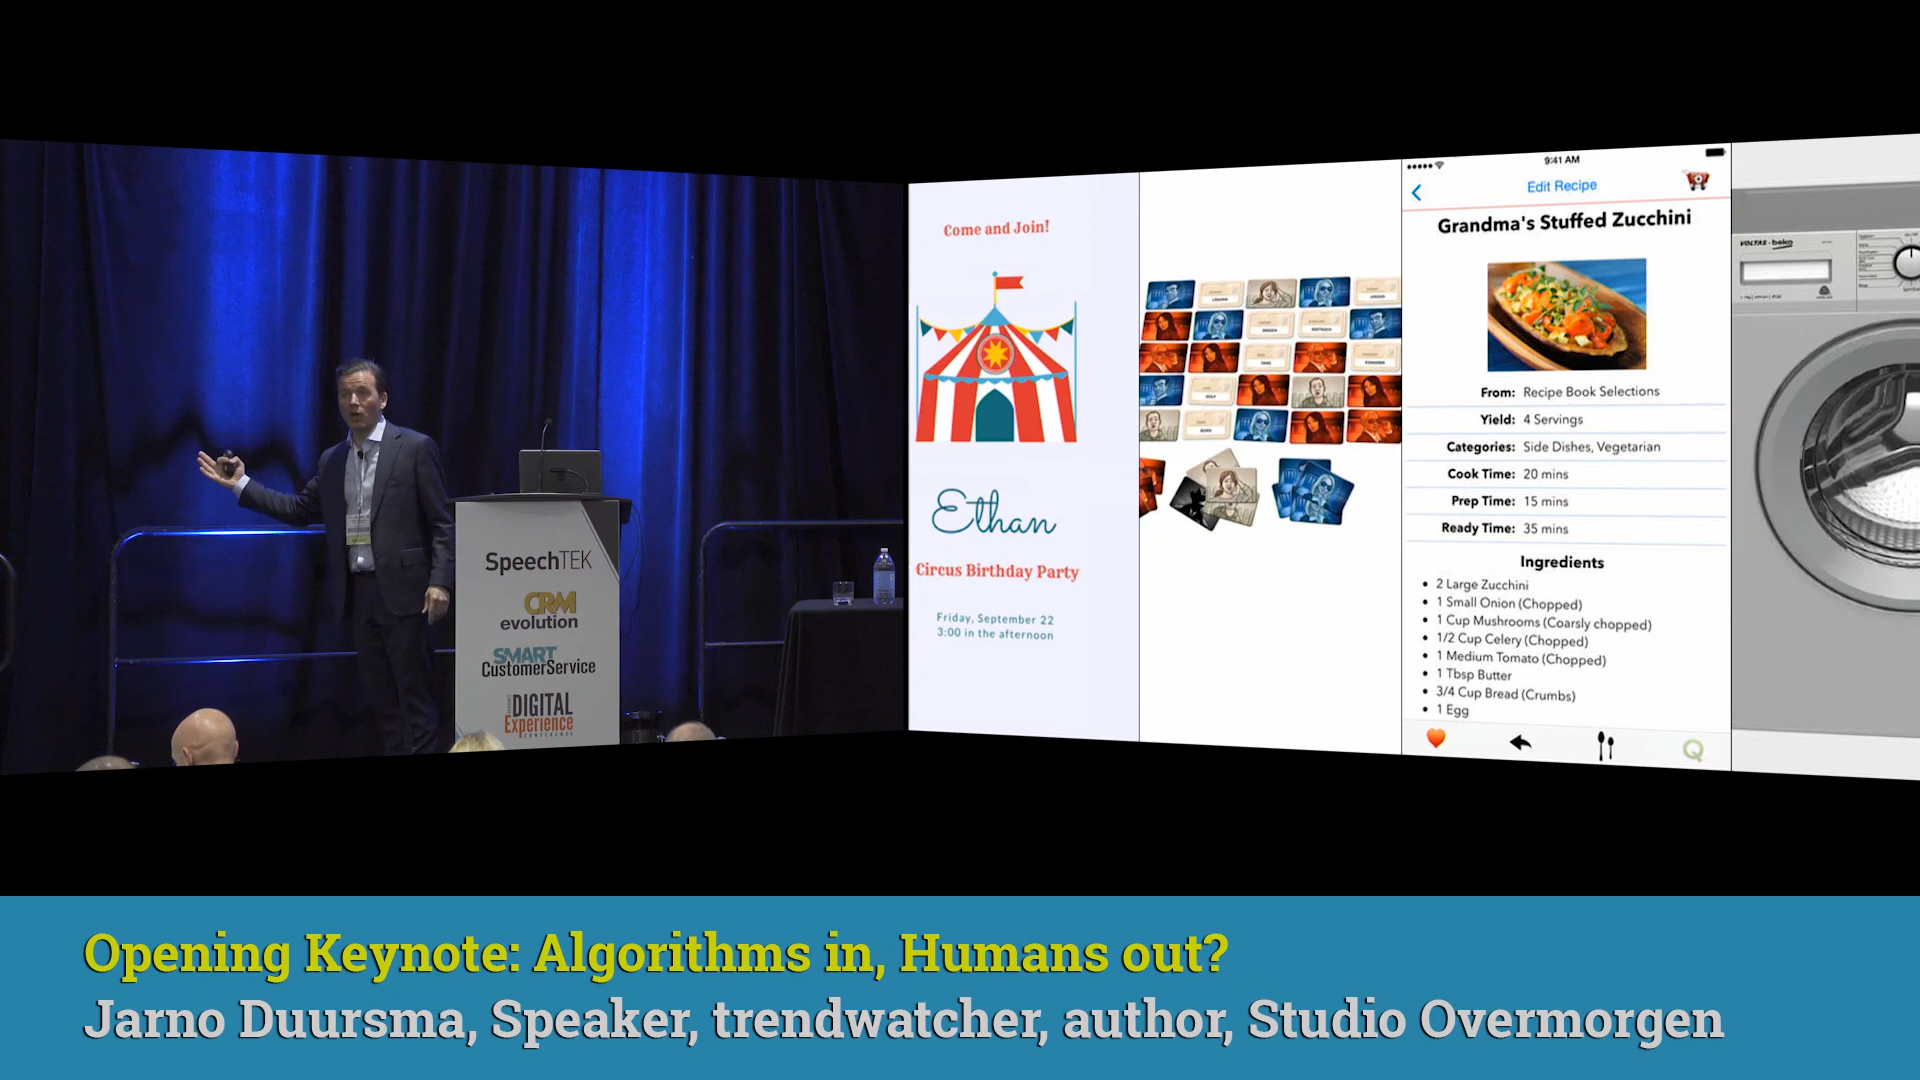 SpeechTEK
CRM
evolution
SMART
CustomerService
DIGITAL
Experience
CONFERENCE
Come and Join!
Ethan
Circus Birthday Party
Friday, September 22
3:00 in the afternoon
9:41 AM
Edit Recipe
Grandma's Stuffed Zucchini
From: Recipe Book Selections
Yield: 4 Servings
Categories: Side Dishes, Vegetarian
Cook Time: 20 mins
Prep Time: 15 mins
Ready Time: 35 mins
Ingredients
• 2 Large Zucchini
• 1 Small Onion (Chopped)
• 1 Cup Mushrooms (Coarsly chopped)
• 1/2 Cup Celery (Chopped)
• 1 Medium Tomato (Chopped)
• 1 Tbsp Butter
• 3/4 Cup Bread (Crumbs)
• 1 Egg
VOLTAS - beko
Opening Keynote: Algorithms in, Humans out?
Jarno Duursma, Speaker, trendwatcher, author, Studio Overmorgen